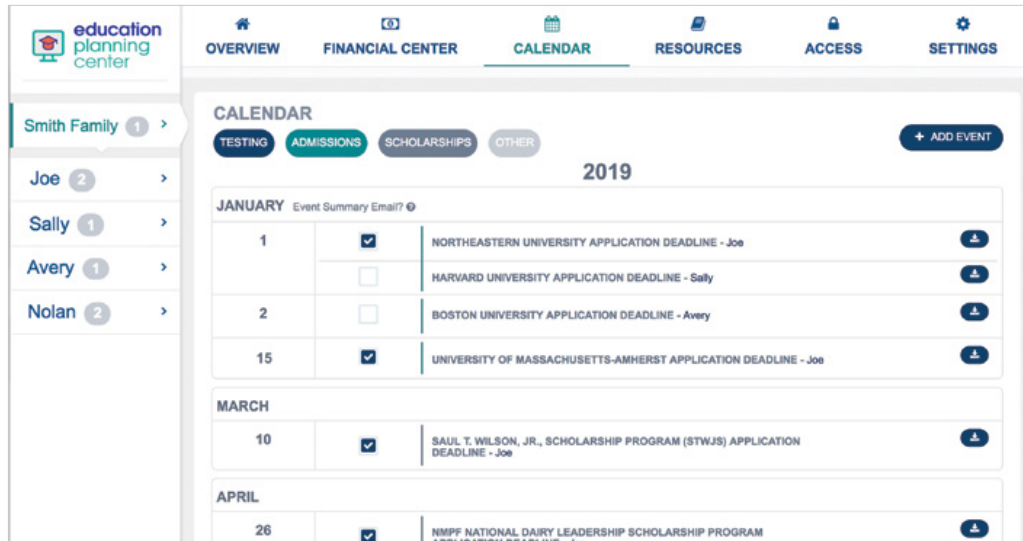 education
planning
center
OVERVIEW
FINANCIAL CENTER
CALENDAR
RESOURCES
ACCESS
SETTINGS
Smith Family 1
Joe 2
Sally 1
Avery 1
Nolan 2
CALENDAR
TESTING
ADMISSIONS
SCHOLARSHIPS
OTHER
+ ADD EVENT
2019
JANUARY Event Summary Email?
1 NORTHEASTERN UNIVERSITY APPLICATION DEADLINE - Joe
HARVARD UNIVERSITY APPLICATION DEADLINE - Sally
2 BOSTON UNIVERSITY APPLICATION DEADLINE - Avery
15 UNIVERSITY OF MASSACHUSETTS-AMHERST APPLICATION DEADLINE - Joe
MARCH
10 SAUL T. WILSON, JR., SCHOLARSHIP PROGRAM (STWJS) APPLICATION
DEADLINE - Joe
APRIL
26 NMPF NATIONAL DAIRY LEADERSHIP SCHOLARSHIP PROGRAM
APPLICATION DEADLINE -